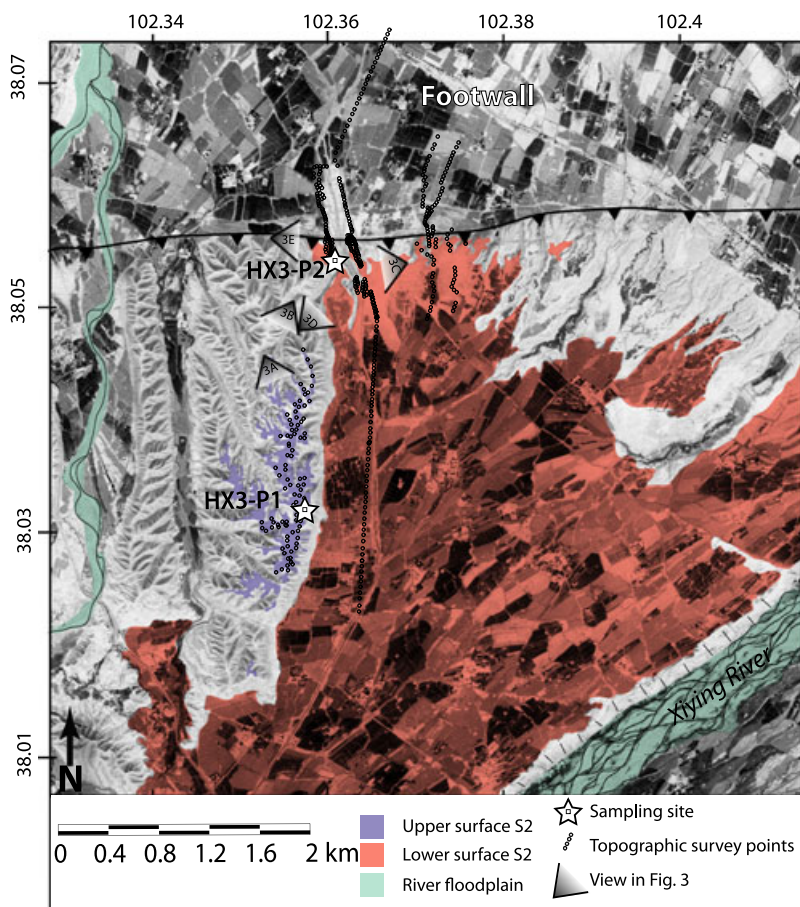 102.34 102.36 102.38 102.4
38.07
Footwall
3E
HX3-P2
3C
38.05
3B 3D
3A
HX3-P1
38.03
Xiying River
38.01
N
0 0.4 0.8 1.2 1.6 2 km
Upper surface S2
Lower surface S2
River floodplain
Sampling site
Topographic survey points
View in Fig. 3